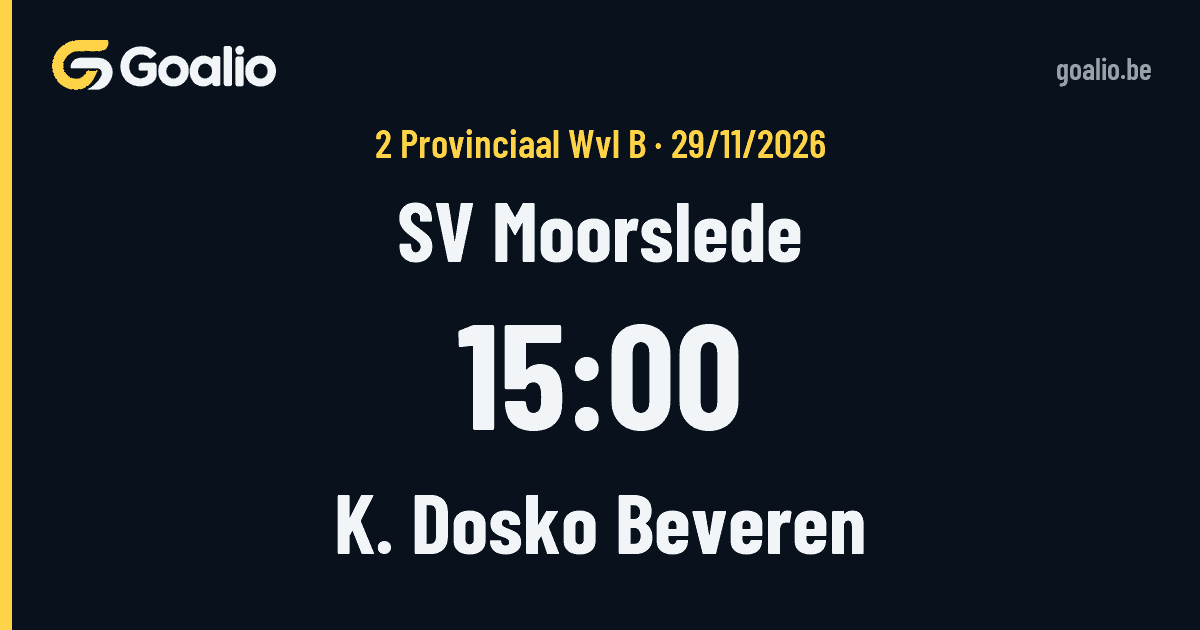 Goalio
goalio.be
2 Provinciaal Wvl B · 29/11/2026
SV Moorslede
15:00
K. Dosko Beveren